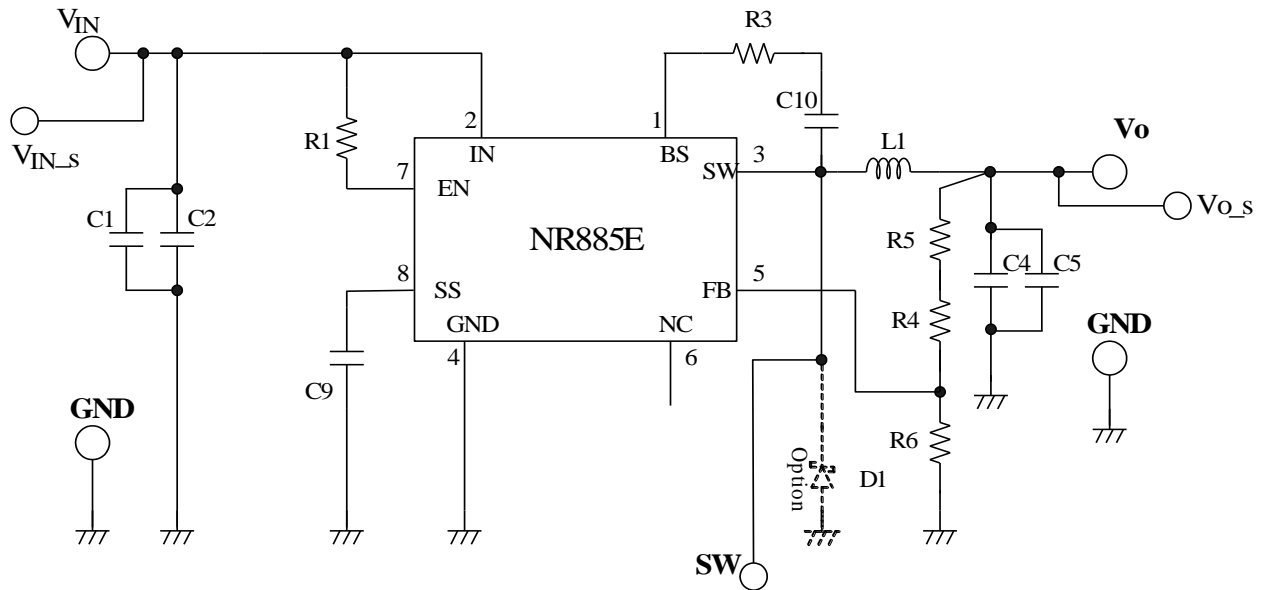 VIN
R3
C10
VIN_s
R1
2
1
IN
BS
SW
3
L1
Vo
7
EN
Vo_s
C1
C2
NR885E
R5
C4
C5
8
SS
FB
5
GND
NC
R4
4
6
GND
C9
GND
R6
Option
D1
SW